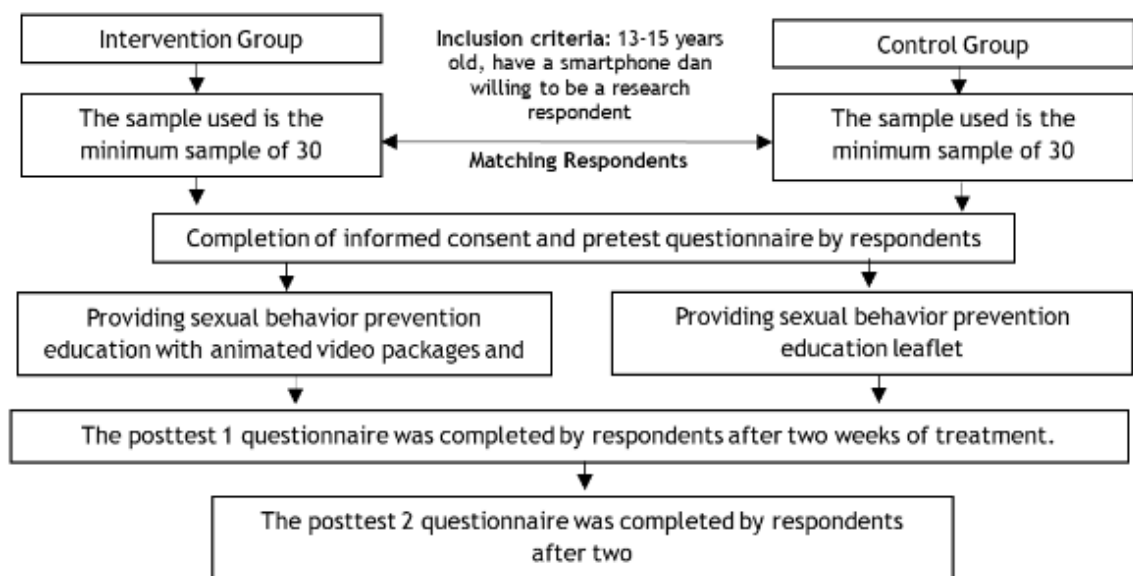 Intervention Group
Inclusion criteria: 13-15 years
old, have a smartphone dan
willing to be a research
respondent
Control Group
The sample used is the
minimum sample of 30
Matching Respondents
The sample used is the
minimum sample of 30
Completion of informed consent and pretest questionnaire by respondents
Providing sexual behavior prevention
education with animated video packages and
Providing sexual behavior prevention
education leaflet
The posttest 1 questionnaire was completed by respondents after two weeks of treatment.
The posttest 2 questionnaire was completed by respondents
after two